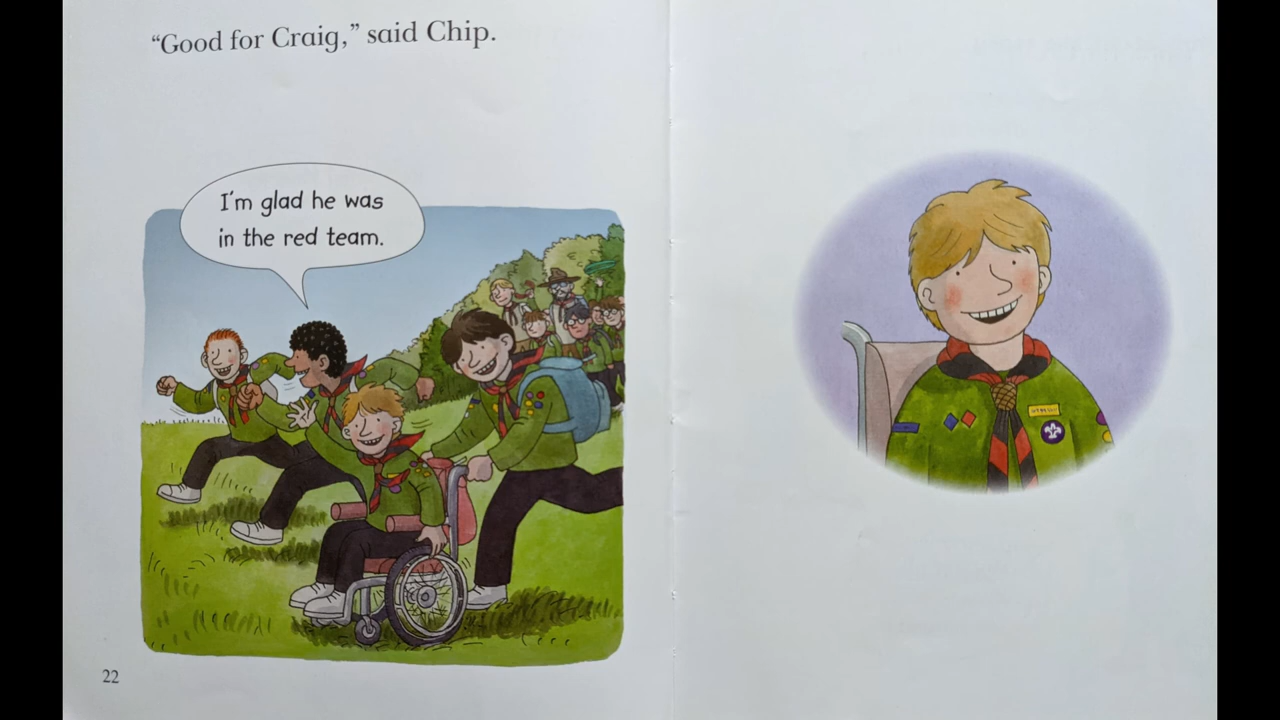 “Good for Craig,” said Chip.
I’m glad he was
in the red team.
22